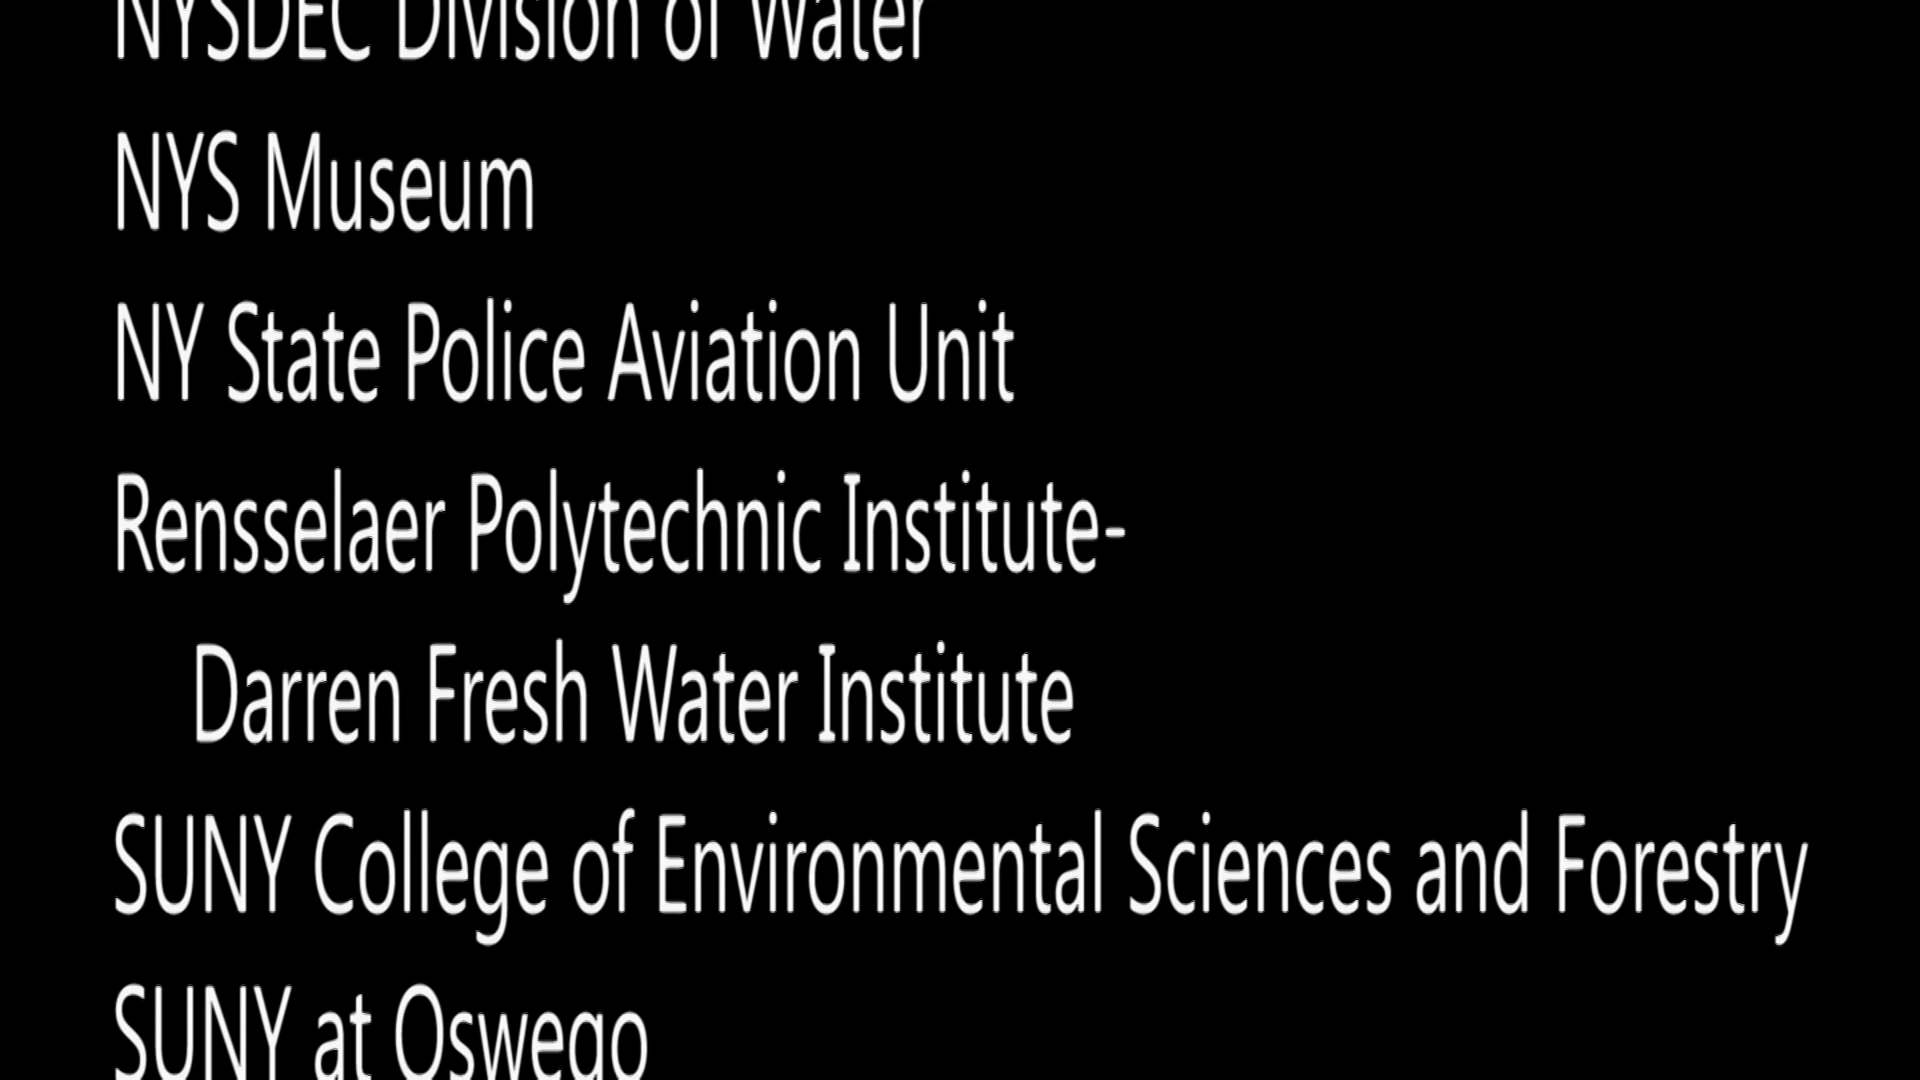 NYSDEC Division of Water
NYS Museum
NY State Police Aviation Unit
Rensselaer Polytechnic Institute-
Darren Fresh Water Institute
SUNY College of Environmental Sciences and Forestry
SUNY at Oswego